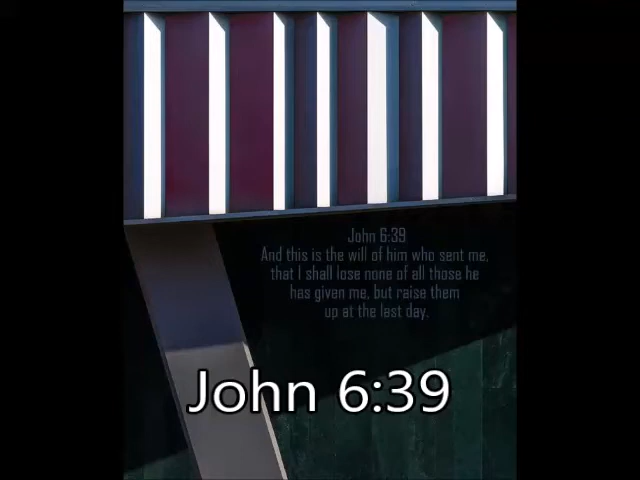 John 6:39
And this is the will of him who sent me,
that I shall lose none of all those he
has given me, but raise them
up at the last day.
John 6:39